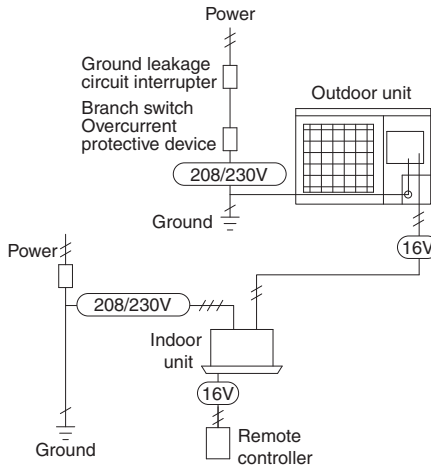 Power
Ground leakage
circuit interrupter
Branch switch
Overcurrent
protective device
Outdoor unit
208/230V
Ground
16V
Power
208/230V
Indoor
unit
16V
Ground
Remote
controller